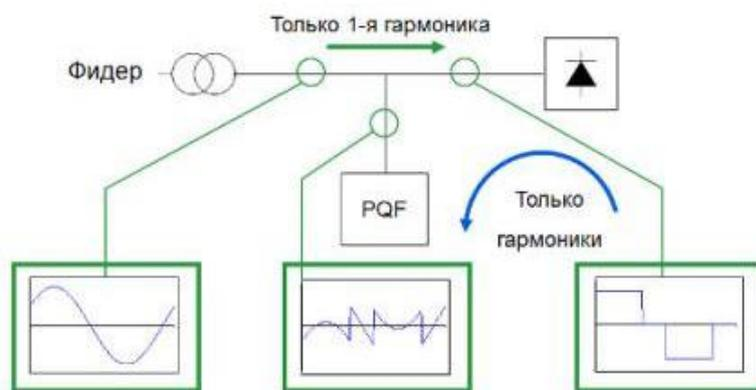 Только 1-я гармоника
Фидер
PQF
Только
гармоники